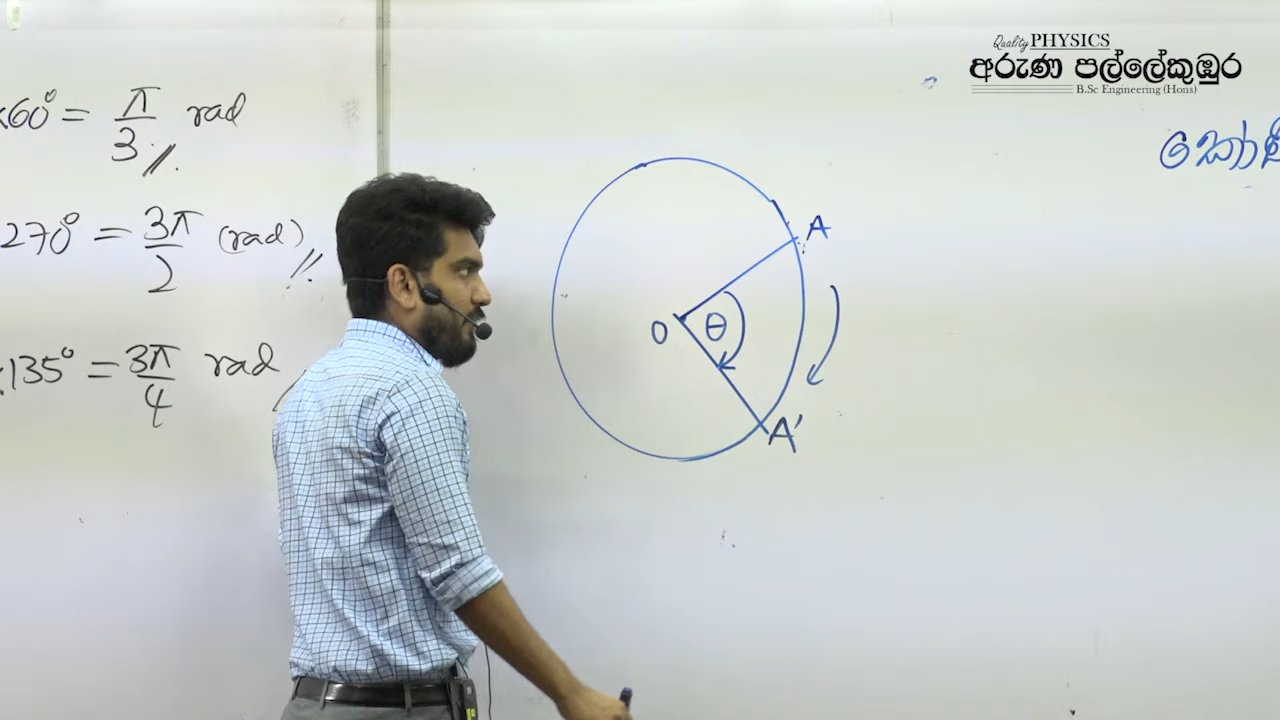 Quality PHYSICS
අරුණ පල්ලේකුඹුර
B.Sc Engineering (Hons)
60° = π/3 rad
270° = 3π/2 (rad)
135° = 3π/4 rad
A
O
θ
A'